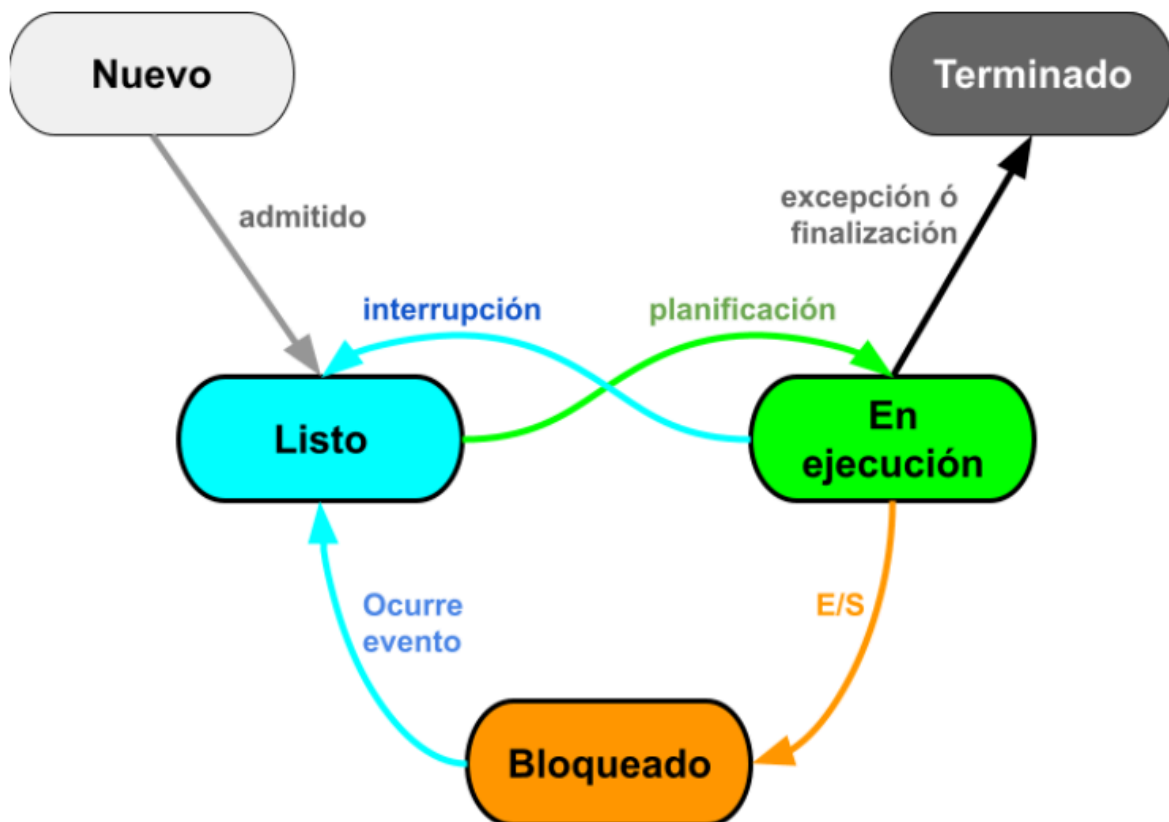 Nuevo
Terminado
admitido
excepción ó
finalización
interrupción
planificación
Listo
En
ejecución
Ocurre
evento
E/S
Bloqueado